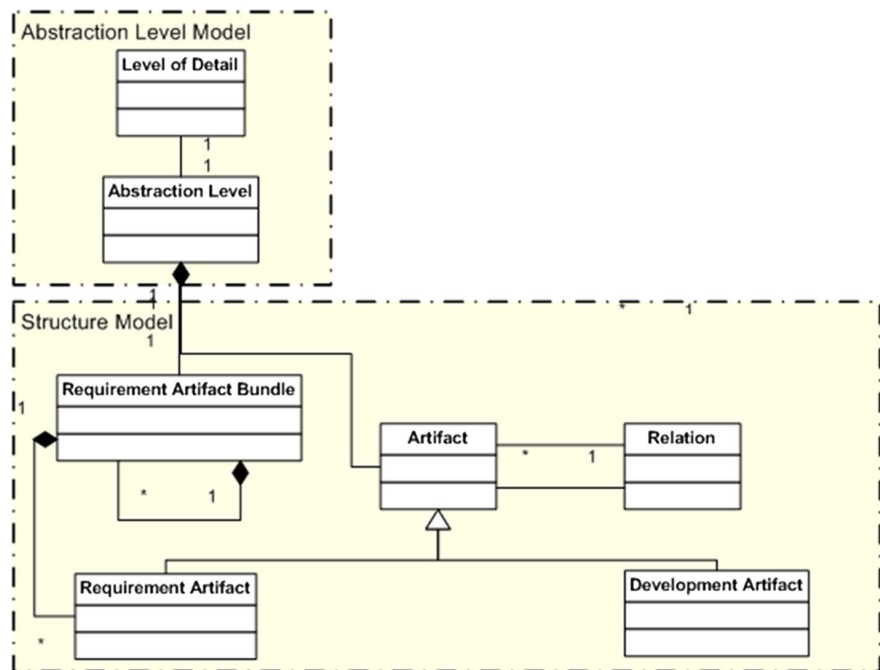 Abstraction Level Model
Level of Detail
1
1
Abstraction Level
1
1
* 1
Structure Model
1
Requirement Artifact Bundle
1
Artifact
Relation
* 1
* 1
Requirement Artifact
Development Artifact
*